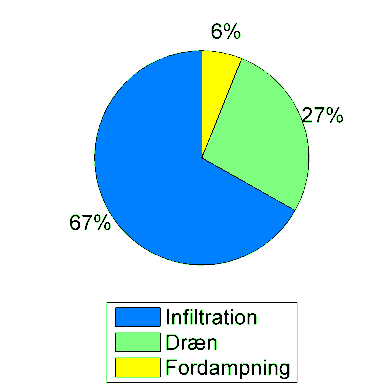 6%
27%
67%
Infiltration
Dræn
Fordampning